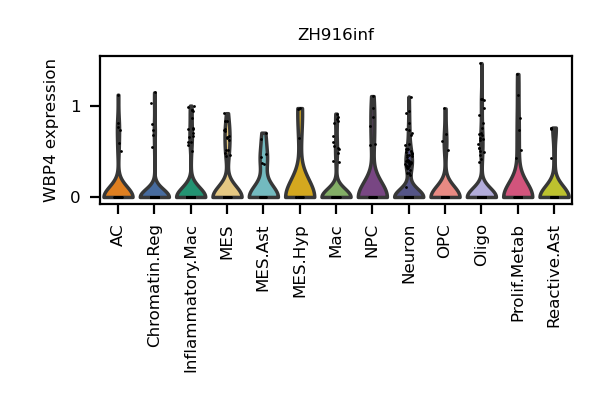 ZH916inf
WBP4 expression
1
0
AC
Chromatin.Reg
Inflammatory.Mac
MES
MES.Ast
MES.Hyp
Mac
NPC
Neuron
OPC
Oligo
Prolif.Metab
Reactive.Ast